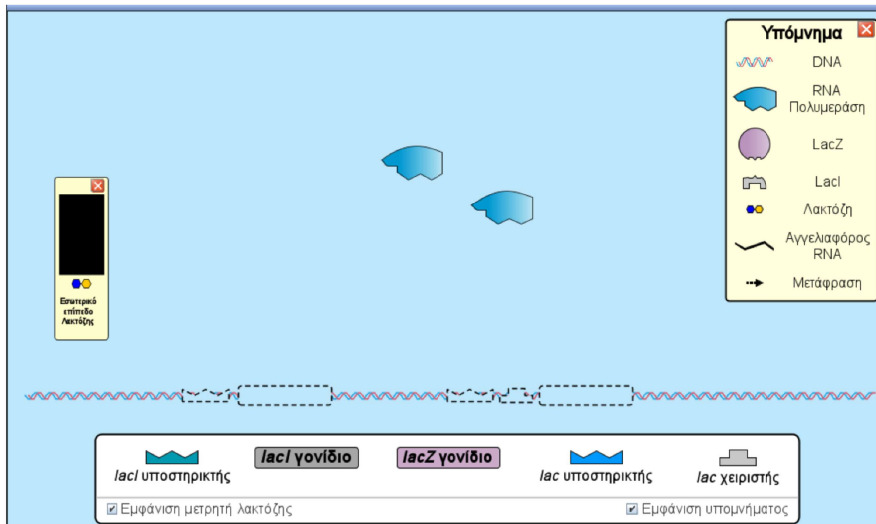 Υπόμνημα
DNA
RNA
Πολυμεράση
LacZ
LacI
Λακτόζη
Αγγελιαφόρος
RNA
Μετάφραση
Εσωτερικό
επίπεδο
Λακτόζης
lacI υποστηρικτής
lacI γονίδιο
lacZ γονίδιο
lac υποστηρικτής
lac χειριστής
Εμφάνιση μετρητή λακτόζης
Εμφάνιση υπομνήματος